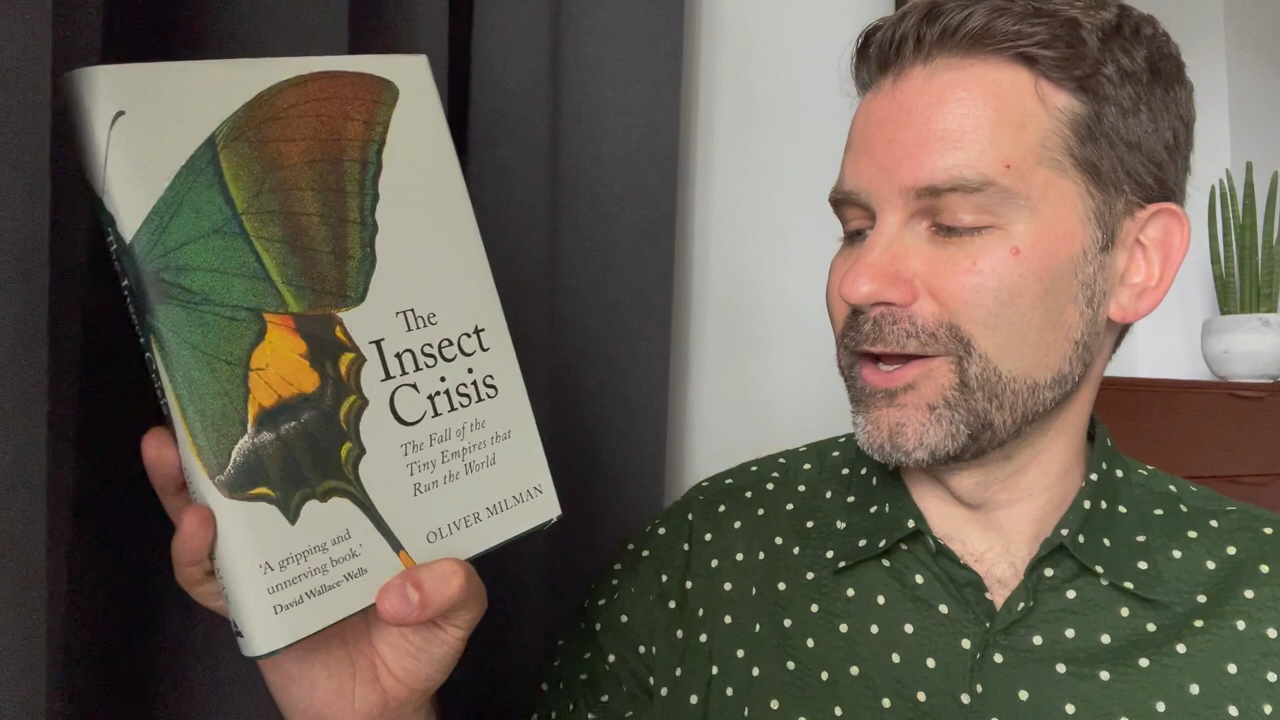 The
Insect
Crisis
The Fall of the
Tiny Empires that
Run the World
OLIVER MILMAN
'A gripping and
unnerving book.'
David Wallace-Wells